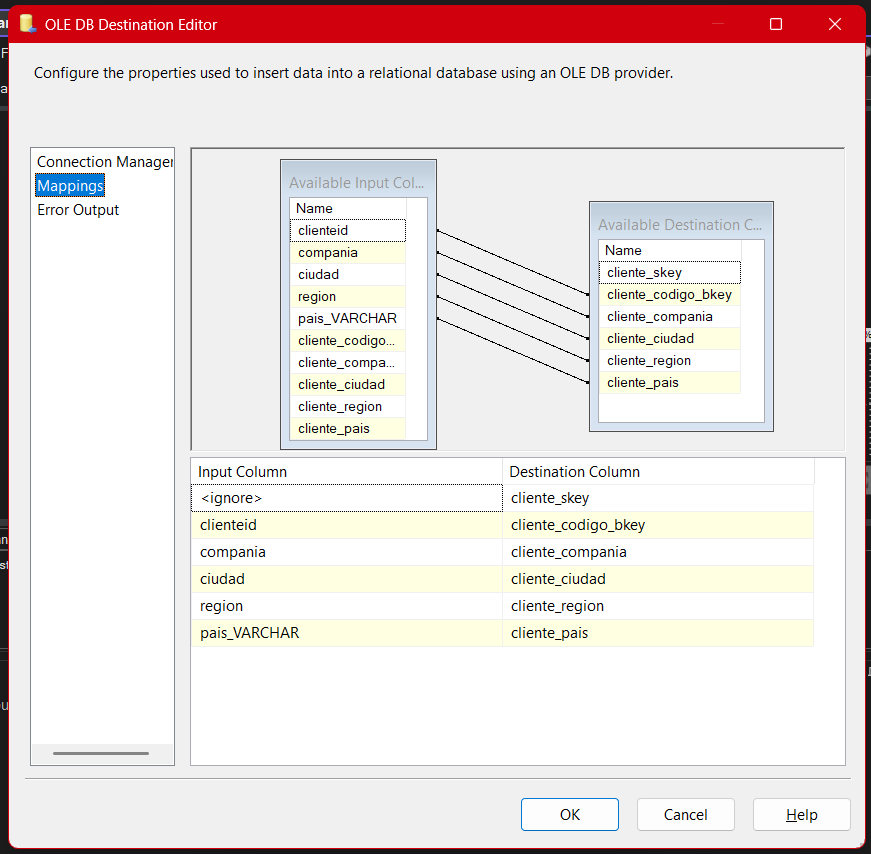 OLE DB Destination Editor
Configure the properties used to insert data into a relational database using an OLE DB provider.
Connection Manager
Mappings
Error Output
Available Input Col...
Name
clienteid
compania
ciudad
region
pais_VARCHAR
cliente_codigo...
cliente_compa...
cliente_ciudad
cliente_region
cliente_pais
Available Destination C...
Name
cliente_skey
cliente_codigo_bkey
cliente_compania
cliente_ciudad
cliente_region
cliente_pais
Input Column Destination Column
<ignore> cliente_skey
clienteid cliente_codigo_bkey
compania cliente_compania
ciudad cliente_ciudad
region cliente_region
pais_VARCHAR cliente_pais
OK Cancel Help